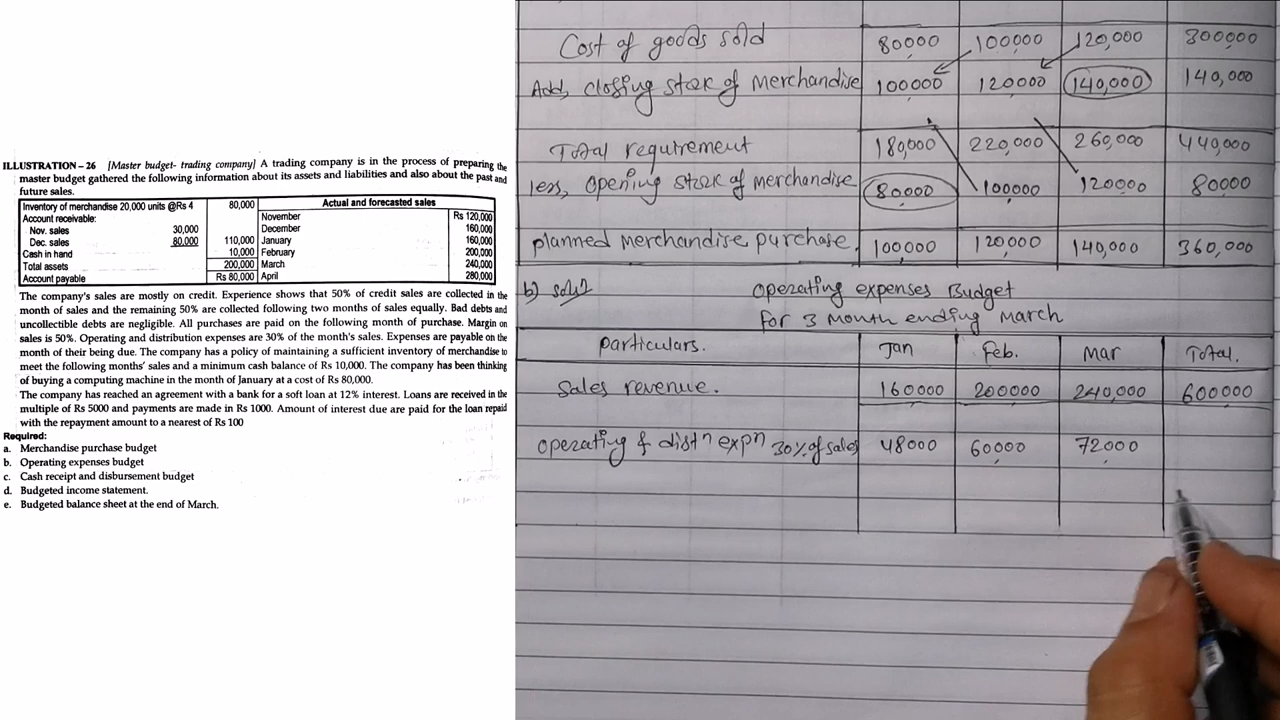 ILLUSTRATION – 26 [Master budget- trading company] A trading company is in the process of preparing the
master budget gathered the following information about its assets and liabilities and also about the past and
future sales.
Inventory of merchandise 20,000 units @Rs 4 80,000 Actual and forecasted sales
Account receivable: November Rs 120,000
Nov. sales 30,000 December 160,000
Dec. sales 80,000 110,000 January 160,000
Cash in hand 10,000 February 200,000
Total assets 200,000 March 240,000
Account payable Rs 80,000 April 280,000
The company's sales are mostly on credit. Experience shows that 50% of credit sales are collected in the
month of sales and the remaining 50% are collected following two months of sales equally. Bad debts and
uncollectible debts are negligible. All purchases are paid on the following month of purchase. Margin on
sales is 50%. Operating and distribution expenses are 30% of the month's sales. Expenses are payable on the
month of their being due. The company has a policy of maintaining a sufficient inventory of merchandise to
meet the following months' sales and a minimum cash balance of Rs 10,000. The company has been thinking
of buying a computing machine in the month of January at a cost of Rs 80,000.
The company has reached an agreement with a bank for a soft loan at 12% interest. Loans are received in the
multiple of Rs 5000 and payments are made in Rs 1000. Amount of interest due are paid for the loan repaid
with the repayment amount to a nearest of Rs 100
Required:
a. Merchandise purchase budget
b. Operating expenses budget
c. Cash receipt and disbursement budget
d. Budgeted income statement.
e. Budgeted balance sheet at the end of March.
Cost of goods sold 80000 100000 120,000 300000
Add, closing stock of Merchandise 100000 120000 140,000 140,000
Total requirement 180,000 220,000 260,000 440,000
less, Opening stock of merchandise 80000 100000 120000 80000
planned merchandise purchase. 100000 120000 140,000 360,000
b) soln Operating expenses Budget
For 3 Month ending March
particulars. Jan Feb. Mar Total.
Sales revenue. 160000 200000 240,000 600000
Operating & distn expn 30% of sales 48000 60000 72000